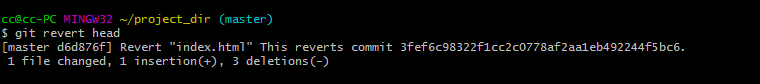 cc@cc-PC MINGW32 ~/project_dir (master)
$ git revert head
[master d6d876f] Revert "index.html" This reverts commit 3fef6c98322f1cc2c0778af2aa1eb492244f5bc6.
1 file changed, 1 insertion(+), 3 deletions(-)